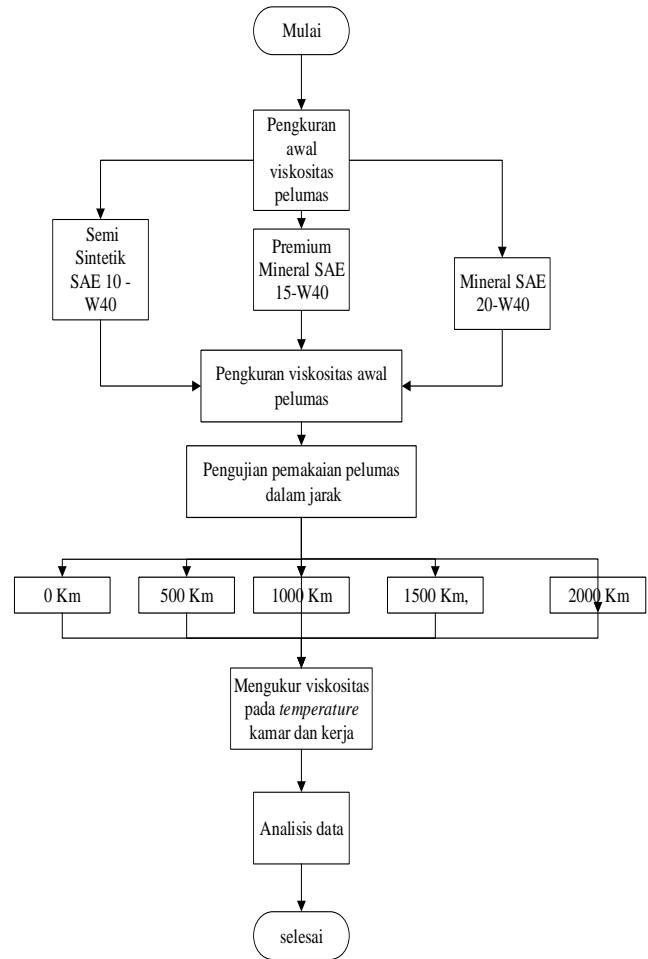 Mulai
Pengkuran
awal
viskositas
pelumas
Semi
Sintetik
SAE 10 -
W40
Premium
Mineral SAE
15-W40
Mineral SAE
20-W40
Pengkuran viskositas awal
pelumas
Pengujian pemakaian pelumas
dalam jarak
0 Km
500 Km
1000 Km
1500 Km,
2000 Km
Mengukur viskositas
pada temperature
kamar dan kerja
Analisis data
selesai